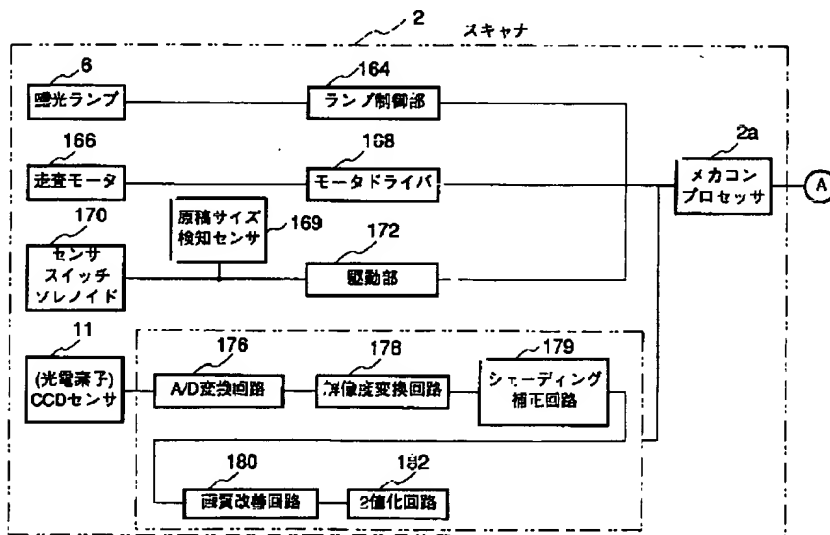 2
スキャナ
6
露光ランプ
164
ランプ制御部
166
走査モータ
168
モータドライバ
2a
メカコン
プロセッサ
A
170
センサ
スイッチ
ソレノイド
原稿サイズ
検知センサ
169
172
駆動部
11
(光電素子)
CCDセンサ
176
A/D変換回路
178
解像度変換回路
179
シェーディング
補正回路
180
画質改善回路
182
2値化回路